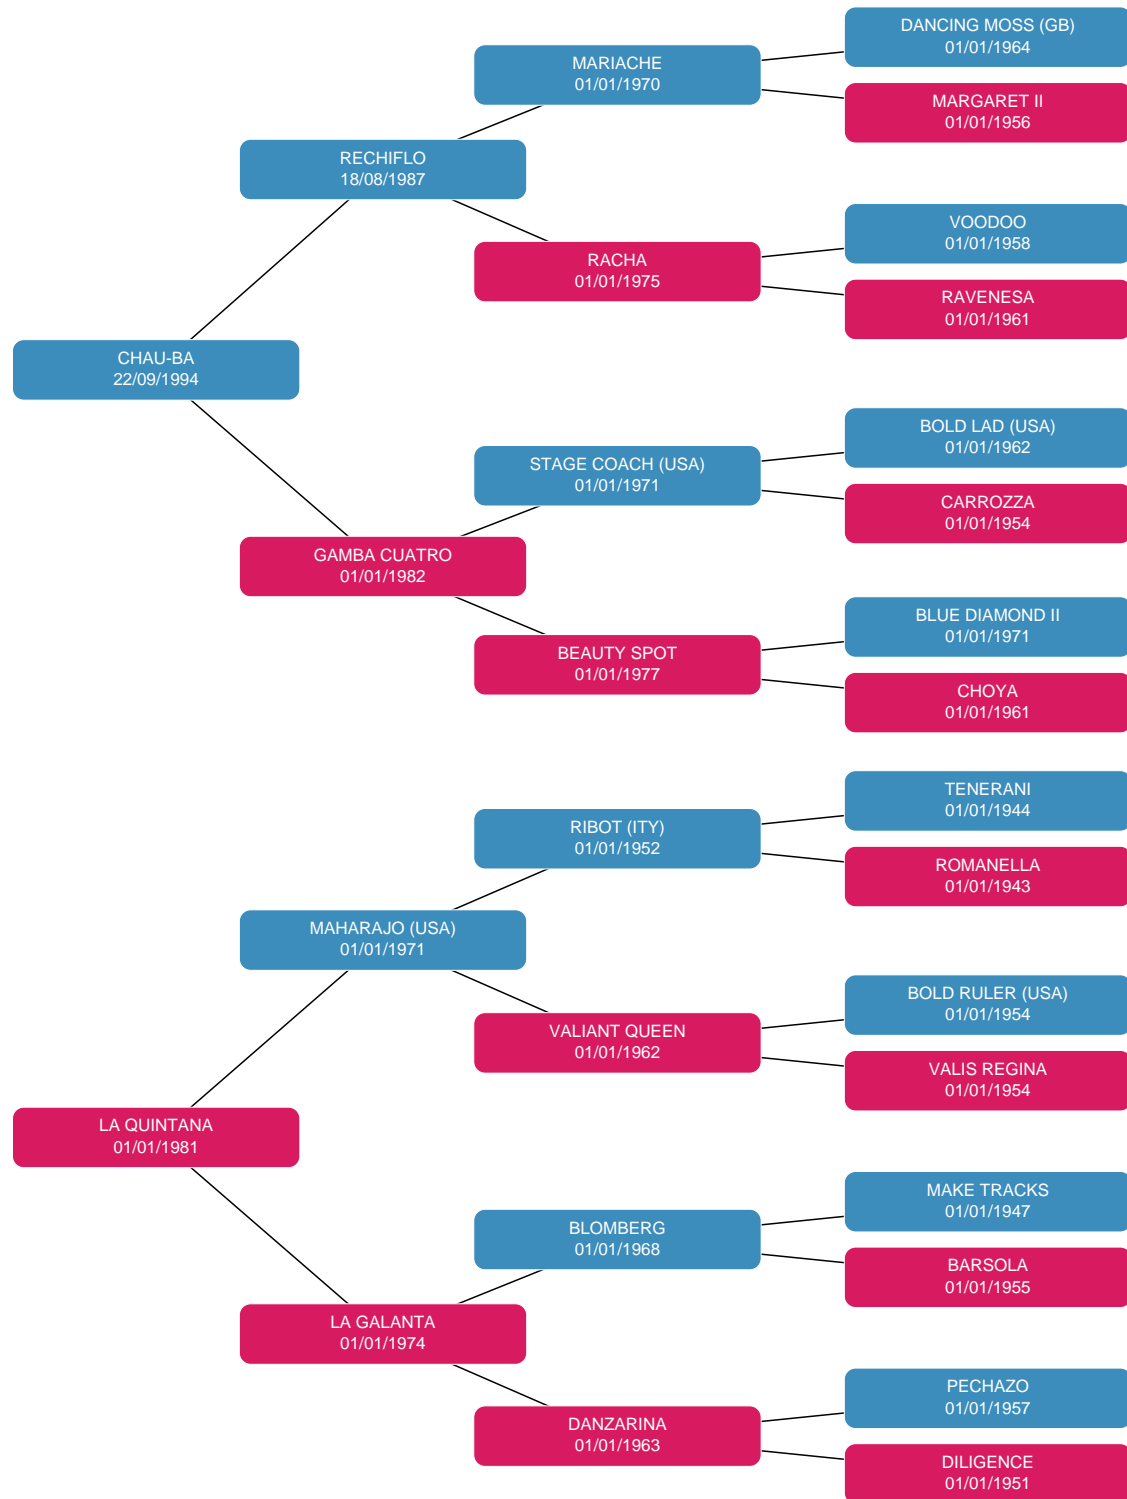 DANCING MOSS (GB)
01/01/1964
MARIACHE
01/01/1970
MARGARET II
01/01/1956
RECHIFLO
18/08/1987
VOODOO
01/01/1958
RACHA
01/01/1975
RAVENESA
01/01/1961
CHAU-BA
22/09/1994
BOLD LAD (USA)
01/01/1962
STAGE COACH (USA)
01/01/1971
CARROZZA
01/01/1954
GAMBA CUATRO
01/01/1982
BLUE DIAMOND II
01/01/1971
BEAUTY SPOT
01/01/1977
CHOYA
01/01/1961
TENERANI
01/01/1944
RIBOT (ITY)
01/01/1952
ROMANELLA
01/01/1943
MAHARAJO (USA)
01/01/1971
BOLD RULER (USA)
01/01/1954
VALIANT QUEEN
01/01/1962
VALIS REGINA
01/01/1954
LA QUINTANA
01/01/1981
MAKE TRACKS
01/01/1947
BLOMBERG
01/01/1968
BARSOLA
01/01/1955
LA GALANTA
01/01/1974
PECHAZO
01/01/1957
DANZARINA
01/01/1963
DILIGENCE
01/01/1951